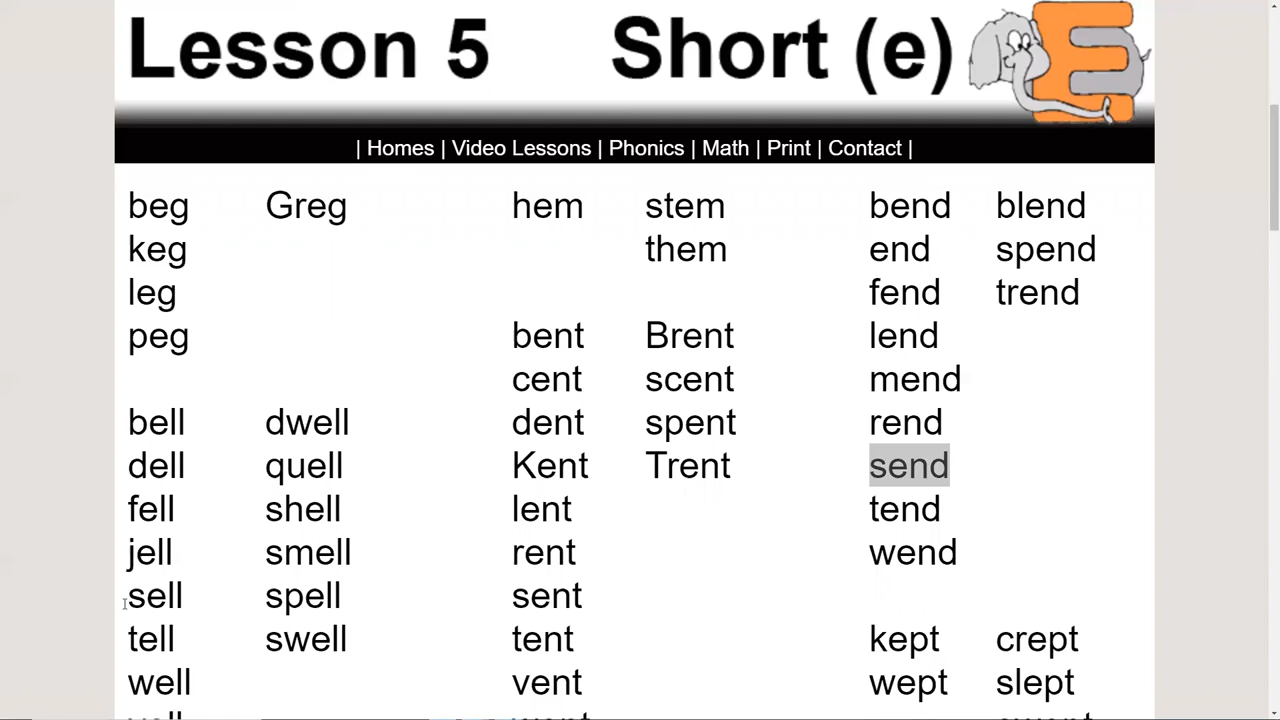 Lesson 5 Short (e) E
| Homes | Video Lessons | Phonics | Math | Print | Contact |
beg Greg hem stem bend blend
keg them end spend
leg fend trend
peg bent Brent lend
cent scent mend
bell dwell dent spent rend
dell quell Kent Trent send
fell shell lent tend
jell smell rent wend
sell spell sent
tell swell tent kept crept
well vent wept slept